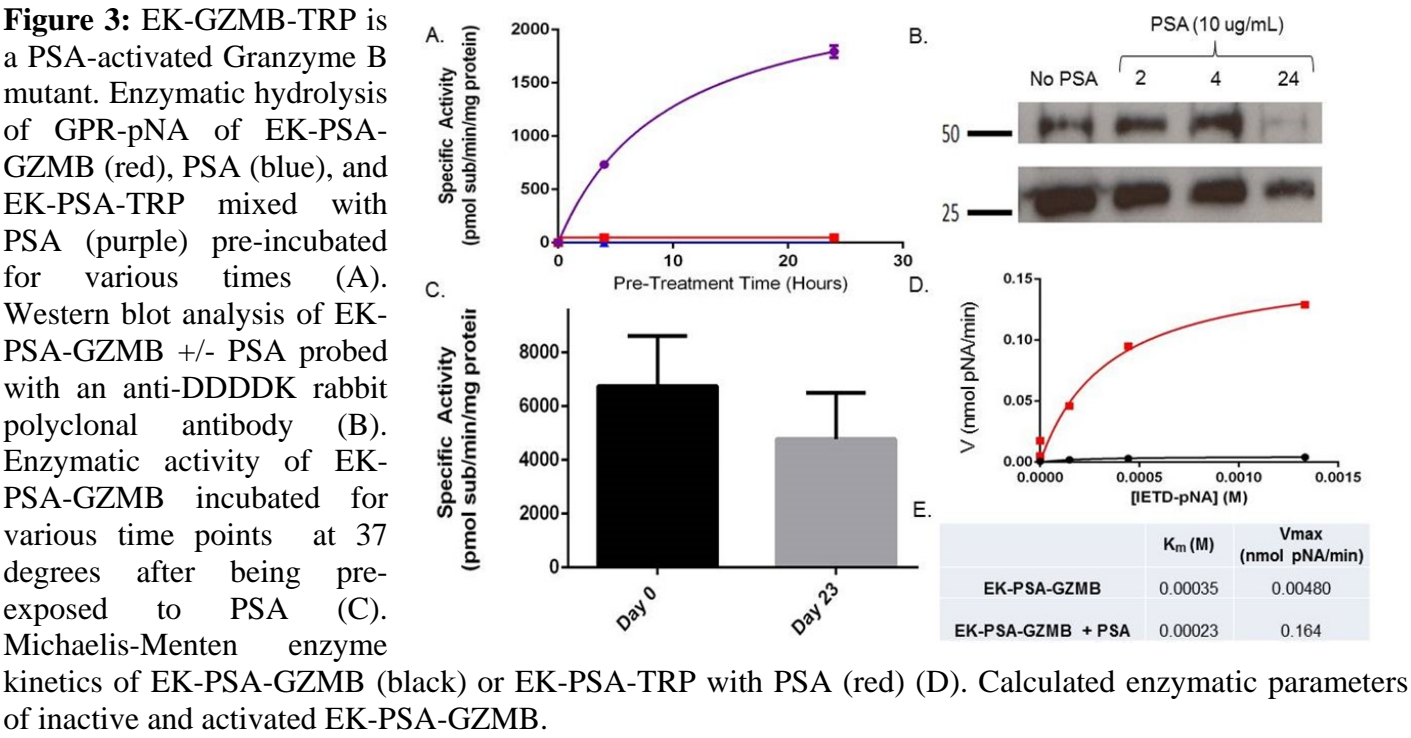 Figure 3: EK-GZMB-TRP is
a PSA-activated Granzyme B
mutant. Enzymatic hydrolysis
of GPR-pNA of EK-PSA-
GZMB (red), PSA (blue), and
EK-PSA-TRP mixed with
PSA (purple) pre-incubated
for various times (A).
Western blot analysis of EK-
PSA-GZMB +/- PSA probed
with an anti-DDDDK rabbit
polyclonal antibody (B).
Enzymatic activity of EK-
PSA-GZMB incubated for
various time points at 37
degrees after being pre-
exposed to PSA (C).
Michaelis-Menten enzyme
kinetics of EK-PSA-GZMB (black) or EK-PSA-TRP with PSA (red) (D). Calculated enzymatic parameters
of inactive and activated EK-PSA-GZMB.
A.
Specific Activity
(pmol sub/min/mg protein)
2000
1500
1000
500
0
0 10 20 30
Pre-Treatment Time (Hours)
B.
PSA (10 ug/mL)
No PSA 2 4 24
50
25
C.
Specific Activity
(pmol sub/min/mg protein
8000
6000
4000
2000
0
Day 0
Day 23
D.
V (nmol pNA/min)
0.15
0.10
0.05
0.00
0.0000 0.0005 0.0010 0.0015
[IETD-pNA] (M)
E.
Km (M) Vmax
(nmol pNA/min)
EK-PSA-GZMB 0.00035 0.00480
EK-PSA-GZMB + PSA 0.00023 0.164